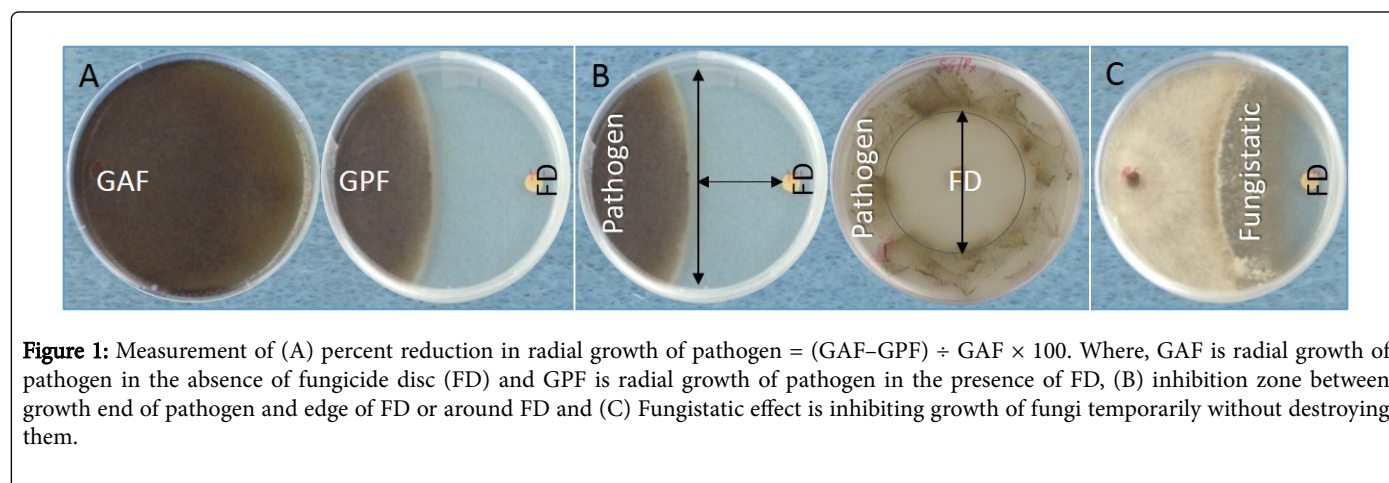 A
GAF
GPF
FD
B
Pathogen
FD
SG/Px
Pathogen
FD
C
Fungistatic
FD
Figure 1: Measurement of (A) percent reduction in radial growth of pathogen = (GAF–GPF) ÷ GAF × 100. Where, GAF is radial growth of
pathogen in the absence of fungicide disc (FD) and GPF is radial growth of pathogen in the presence of FD, (B) inhibition zone between
growth end of pathogen and edge of FD or around FD and (C) Fungistatic effect is inhibiting growth of fungi temporarily without destroying
them.